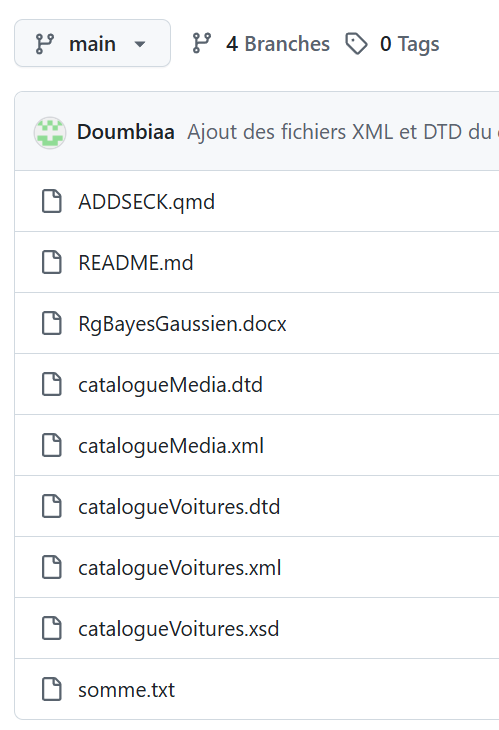 main 4 Branches 0 Tags
Doumbiaa Ajout des fichiers XML et DTD du
ADDSECK.qmd
README.md
RgBayesGaussien.docx
catalogueMedia.dtd
catalogueMedia.xml
catalogueVoitures.dtd
catalogueVoitures.xml
catalogueVoitures.xsd
somme.txt